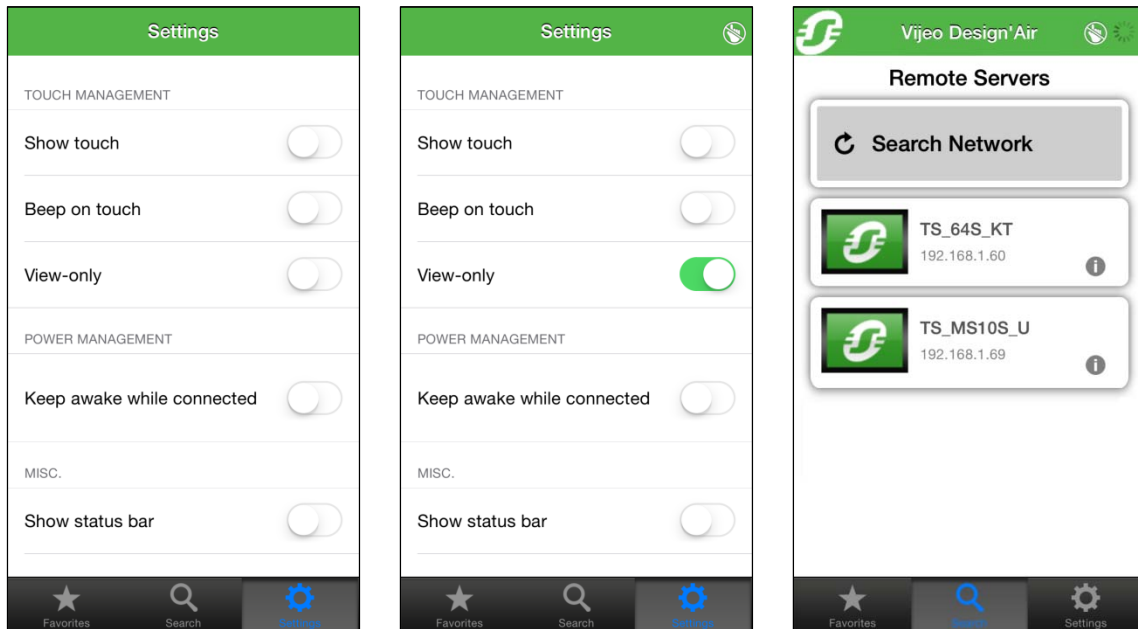 Settings
TOUCH MANAGEMENT
Show touch
Beep on touch
View-only
POWER MANAGEMENT
Keep awake while connected
MISC.
Show status bar
Favorites
Search
Settings
Settings
TOUCH MANAGEMENT
Show touch
Beep on touch
View-only
POWER MANAGEMENT
Keep awake while connected
MISC.
Show status bar
Favorites
Search
Settings
Vijeo Design'Air
Remote Servers
Search Network
TS_64S_KT
192.168.1.60
TS_MS10S_U
192.168.1.69
Favorites
Search
Settings